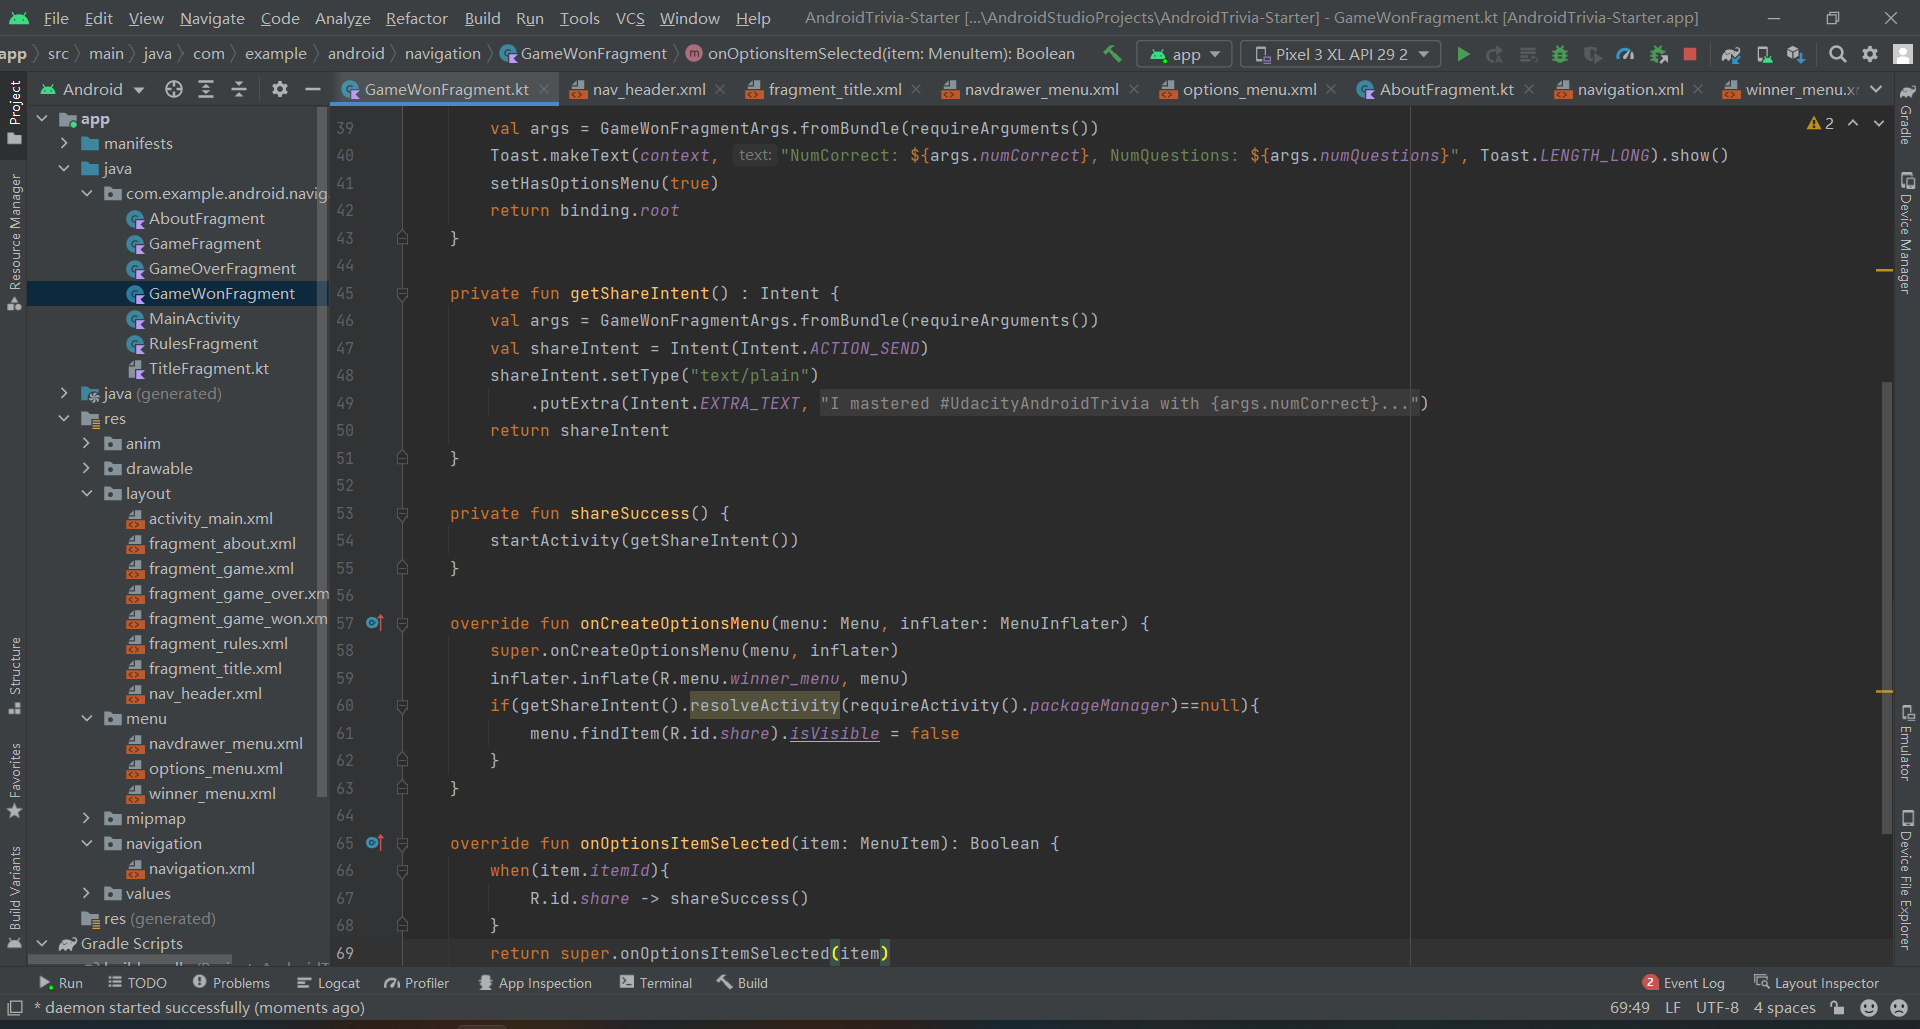 File Edit View Navigate Code Analyze Refactor Build Run Tools VCS Window Help AndroidTrivia-Starter [...\AndroidStudioProjects\AndroidTrivia-Starter] - GameWonFragment.kt [AndroidTrivia-Starter.app]
app src main java com example android navigation GameWonFragment onOptionsItemSelected(item: MenuItem): Boolean app Pixel 3 XL API 29 2
Android GameWonFragment.kt nav_header.xml fragment_title.xml navdrawer_menu.xml options_menu.xml AboutFragment.kt navigation.xml winner_menu.x
Project
Resource Manager
Structure
Favorites
Build Variants
app
manifests
java
com.example.android.navig
AboutFragment
GameFragment
GameOverFragment
GameWonFragment
MainActivity
RulesFragment
TitleFragment.kt
java (generated)
res
anim
drawable
layout
activity_main.xml
fragment_about.xml
fragment_game.xml
fragment_game_over.xm
fragment_game_won.xm
fragment_rules.xml
fragment_title.xml
nav_header.xml
menu
navdrawer_menu.xml
options_menu.xml
winner_menu.xml
mipmap
navigation
navigation.xml
values
res (generated)
Gradle Scripts
2
39 val args = GameWonFragmentArgs.fromBundle(requireArguments())
40 Toast.makeText(context, text: "NumCorrect: ${args.numCorrect}, NumQuestions: ${args.numQuestions}", Toast.LENGTH_LONG).show()
41 setHasOptionsMenu(true)
42 return binding.root
43 }
44
45 private fun getShareIntent() : Intent {
46 val args = GameWonFragmentArgs.fromBundle(requireArguments())
47 val shareIntent = Intent(Intent.ACTION_SEND)
48 shareIntent.setType("text/plain")
49 .putExtra(Intent.EXTRA_TEXT, "I mastered #UdacityAndroidTrivia with {args.numCorrect}...")
50 return shareIntent
51 }
52
53 private fun shareSuccess() {
54 startActivity(getShareIntent())
55 }
56
57 override fun onCreateOptionsMenu(menu: Menu, inflater: MenuInflater) {
58 super.onCreateOptionsMenu(menu, inflater)
59 inflater.inflate(R.menu.winner_menu, menu)
60 if(getShareIntent().resolveActivity(requireActivity().packageManager)==null){
61 menu.findItem(R.id.share).isVisible = false
62 }
63 }
64
65 override fun onOptionsItemSelected(item: MenuItem): Boolean {
66 when(item.itemId){
67 R.id.share -> shareSuccess()
68 }
69 return super.onOptionsItemSelected(item)
Gradle
Device Manager
Emulator
Device File Explorer
Run TODO Problems Logcat Profiler App Inspection Terminal Build 2 Event Log Layout Inspector
* daemon started successfully (moments ago) 69:49 LF UTF-8 4 spaces